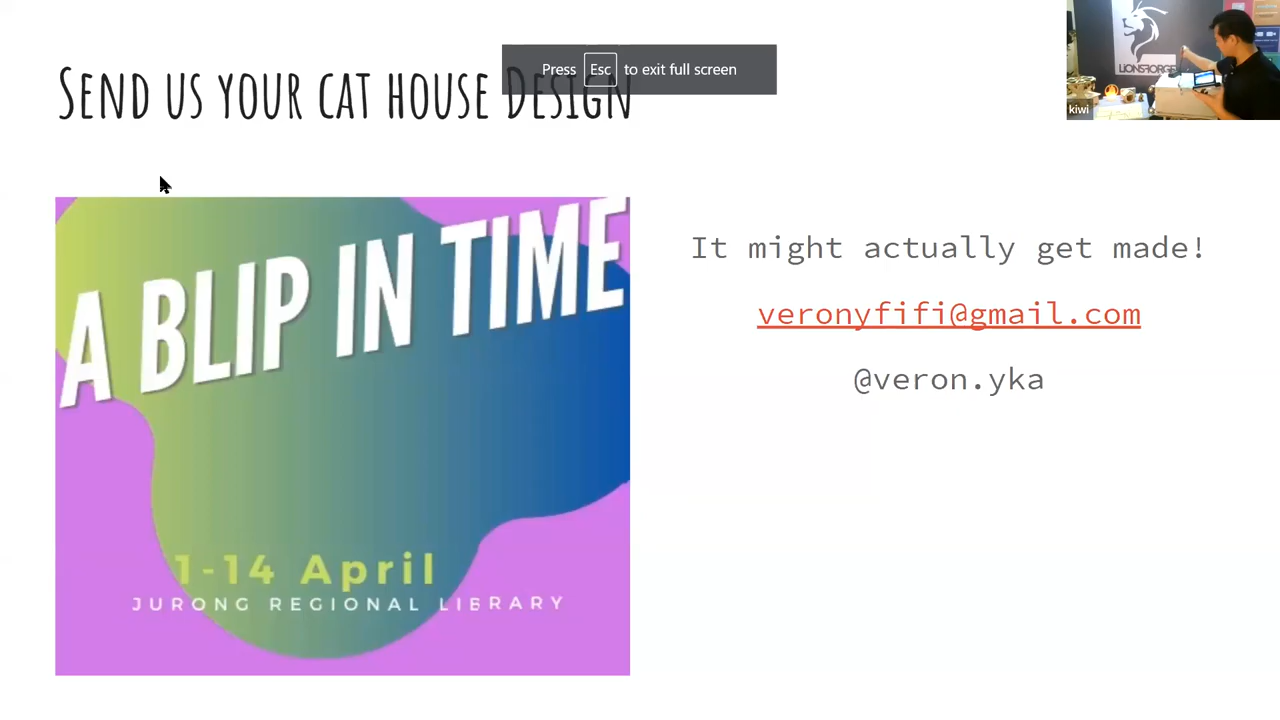 Send us your cat house Design
Press Esc to exit full screen
LiONSFORGE
kiwi
A BLIP IN TIME
1-14 April
JURONG REGIONAL LIBRARY
It might actually get made!
veronyfifi@gmail.com
@veron.yka